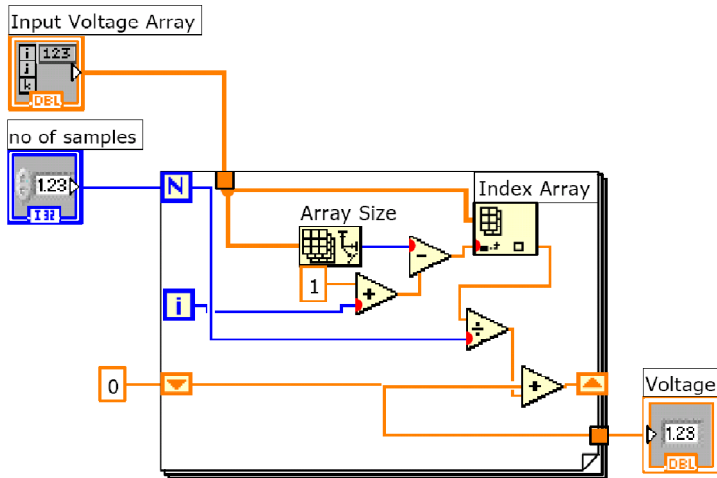 Input Voltage Array
i 123
j
k
DBL
no of samples
1.23
I32
N
Index Array
Array Size
-
1
+
i
÷
+
0
Voltage
1.23
DBL